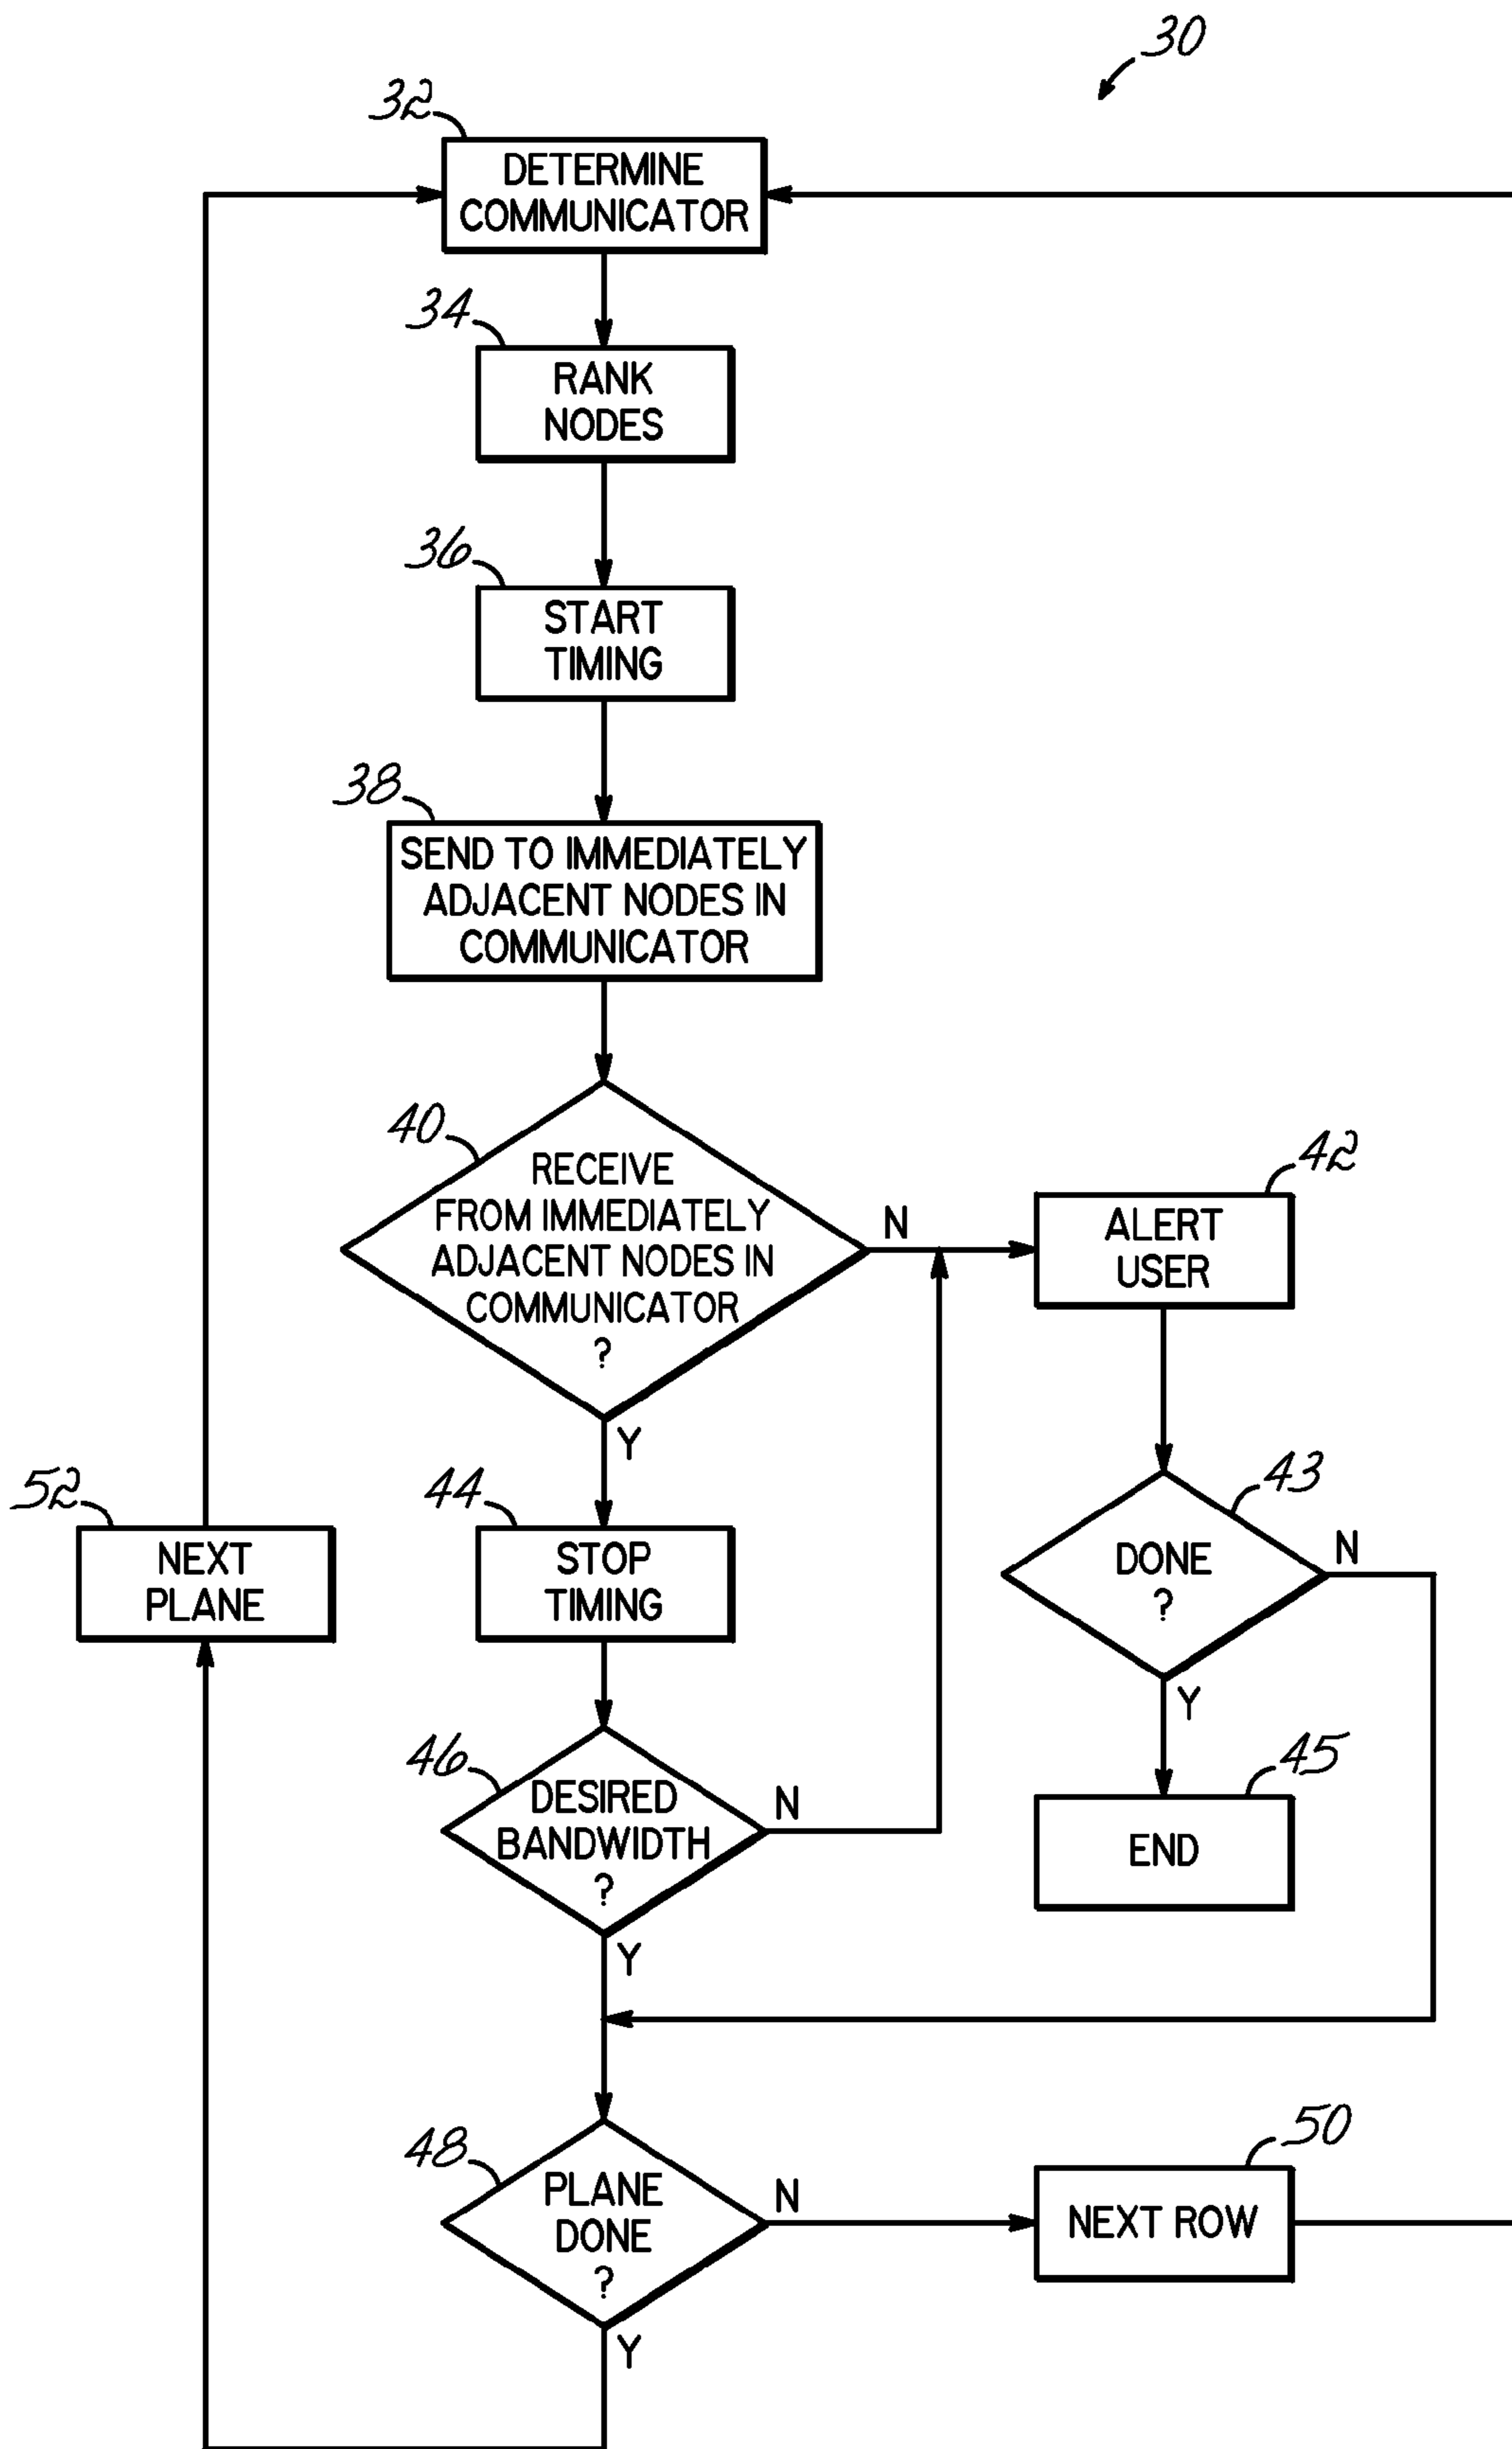 30
32
DETERMINE
COMMUNICATOR
34
RANK
NODES
36
START
TIMING
38
SEND TO IMMEDIATELY
ADJACENT NODES IN
COMMUNICATOR
40
RECEIVE
FROM IMMEDIATELY
ADJACENT NODES IN
COMMUNICATOR
?
N
Y
42
ALERT
USER
43
DONE
?
N
Y
52
NEXT
PLANE
44
STOP
TIMING
46
DESIRED
BANDWIDTH
?
N
Y
45
END
48
PLANE
DONE
?
N
Y
50
NEXT ROW